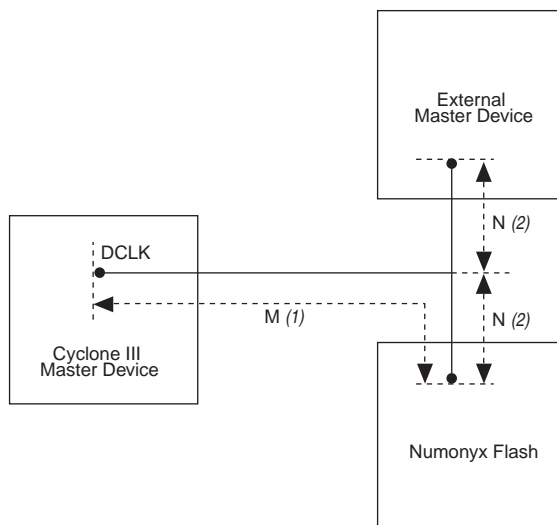 External
Master Device
N (2)
DCLK
M (1)
N (2)
Cyclone III
Master Device
Numonyx Flash